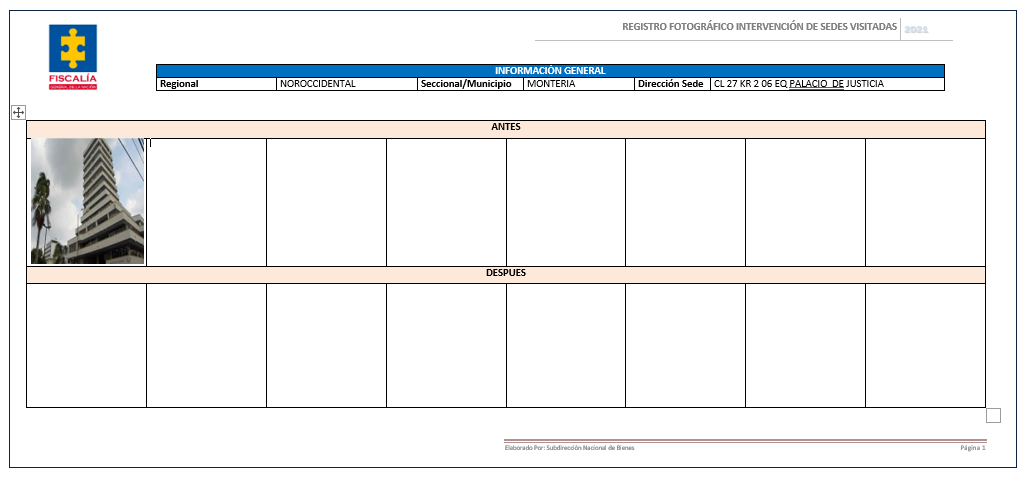 REGISTRO FOTOGRÁFICO INTERVENCIÓN DE SEDES VISITADAS 2021
FISCALÍA
GENERAL DE LA NACIÓN
INFORMACIÓN GENERAL
Regional NOROCCIDENTAL Seccional/Municipio MONTERIA Dirección Sede CL 27 KR 2 06 EQ PALACIO DE JUSTICIA
ANTES
DESPUES
Elaborado Por: Subdirección Nacional de Bienes Página 1